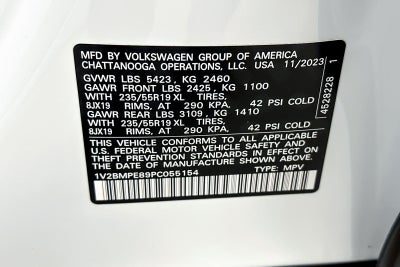 MFD BY VOLKSWAGEN GROUP OF AMERICA
CHATTANOOGA OPERATIONS, LLC. USA 11/2023
GVWR LBS 5423, KG 2460
GAWR FRONT LBS 2425, KG 1100
WITH 235/55R19 XL TIRES,
8JX19 RIMS, AT 290 KPA, 42 PSI COLD
GAWR REAR LBS 3109, KG 1410
WITH 235/55R19 XL TIRES,
8JX19 RIMS, AT 290 KPA, 42 PSI COLD
THIS VEHICLE CONFORMS TO ALL APPLICABLE
U.S. FEDERAL MOTOR VEHICLE SAFETY AND
THEFT PREVENTION STANDARDS IN EFFECT ON
THE DATE OF MANUFACTURE SHOWN ABOVE.
1V2BMPE89PC055154 TYPE: MPV
4528228 1